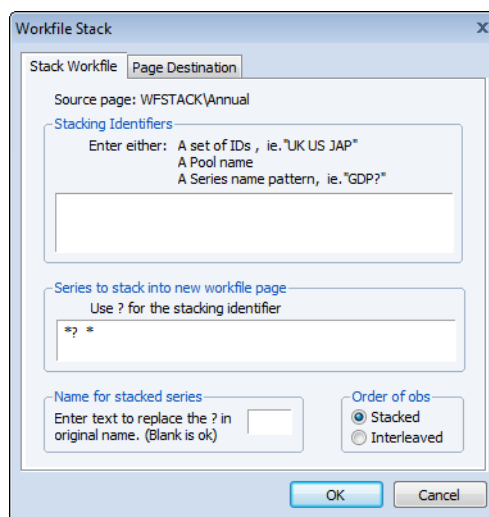 Workfile Stack
x
Stack Workfile Page Destination
Source page: WFSTACK\Annual
Stacking Identifiers
Enter either: A set of IDs , ie."UK US JAP"
A Pool name
A Series name pattern, ie."GDP?"
Series to stack into new workfile page
Use ? for the stacking identifier
*? *
Name for stacked series
Enter text to replace the ? in
original name. (Blank is ok)
Order of obs
Stacked
Interleaved
OK Cancel